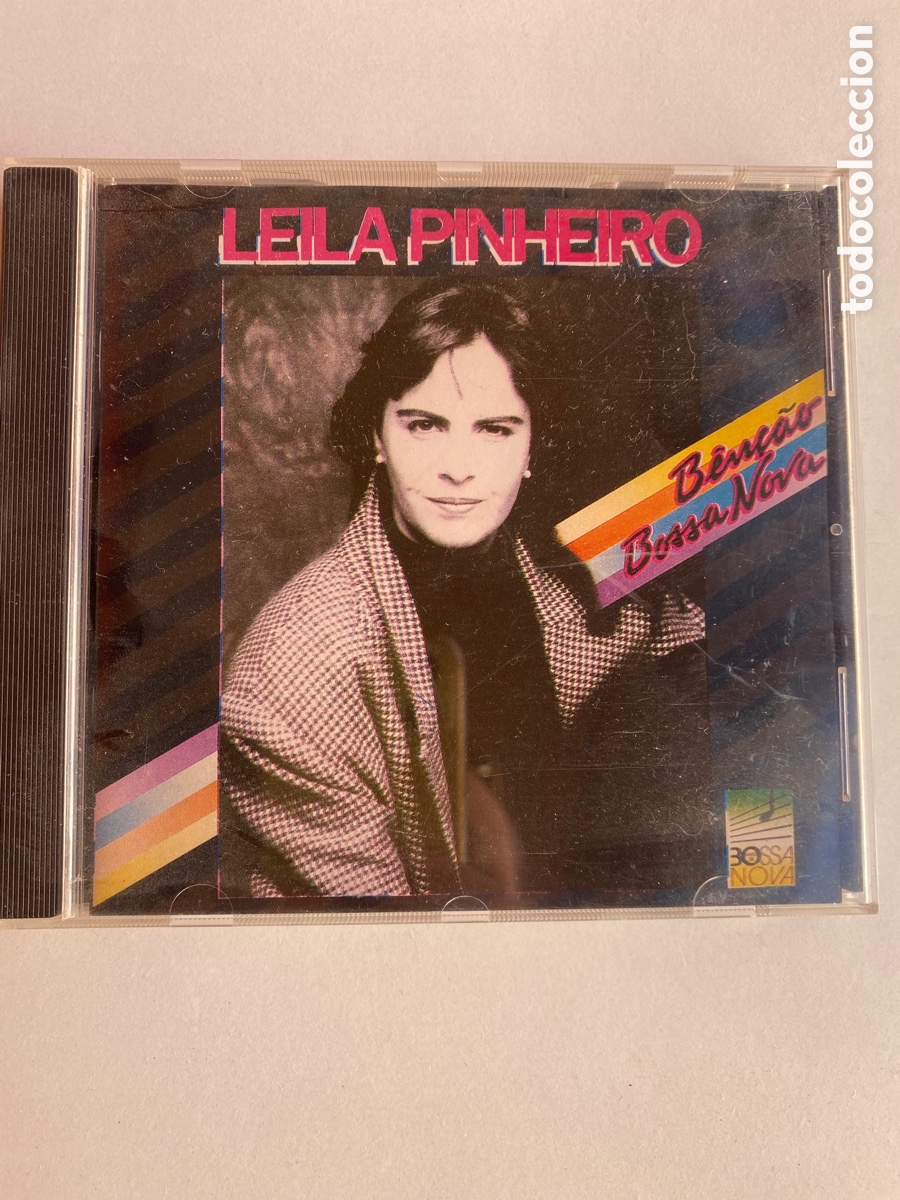 LEILA PINHEIRO
Bênção
Bossa Nova
BOSSA
NOVA
todocoleccion